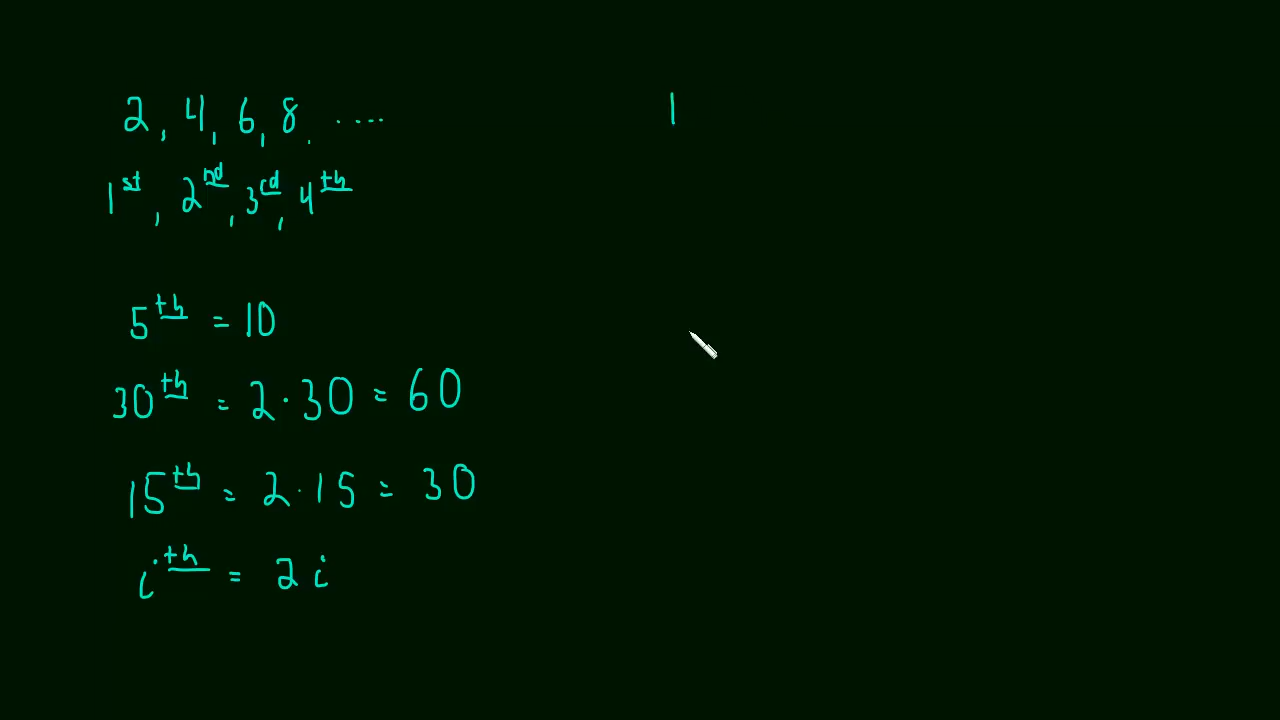 2, 4, 6, 8. ....
1st, 2nd, 3rd, 4th
5th = 10
30th = 2·30 = 60
15th = 2·15 = 30
ith = 2i
1